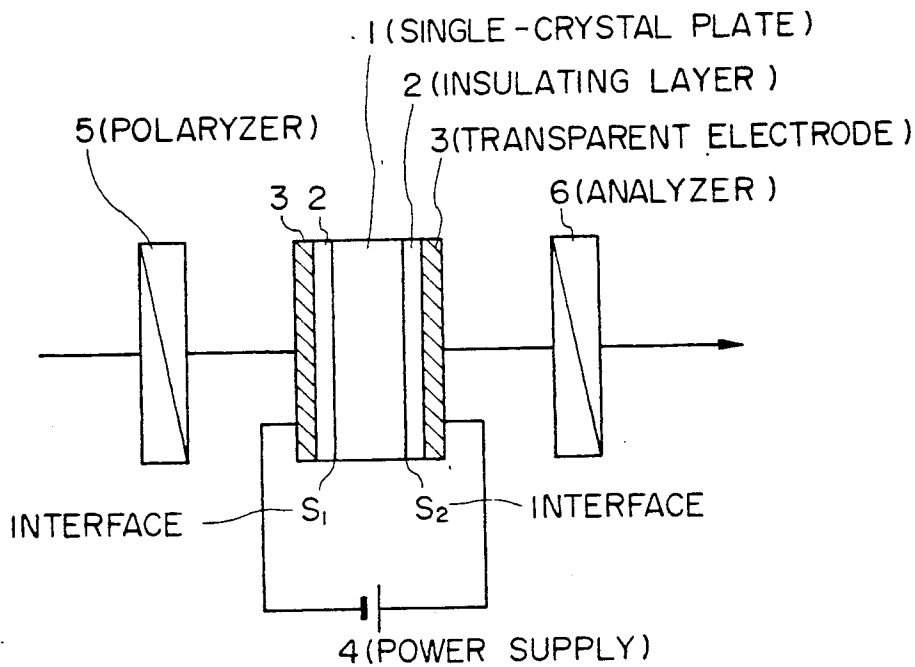 1 (SINGLE-CRYSTAL PLATE)
2 (INSULATING LAYER)
5(POLARYZER)
3(TRANSPARENT ELECTRODE)
6(ANALYZER)
3 2
INTERFACE S1
S2 INTERFACE
4(POWER SUPPLY)